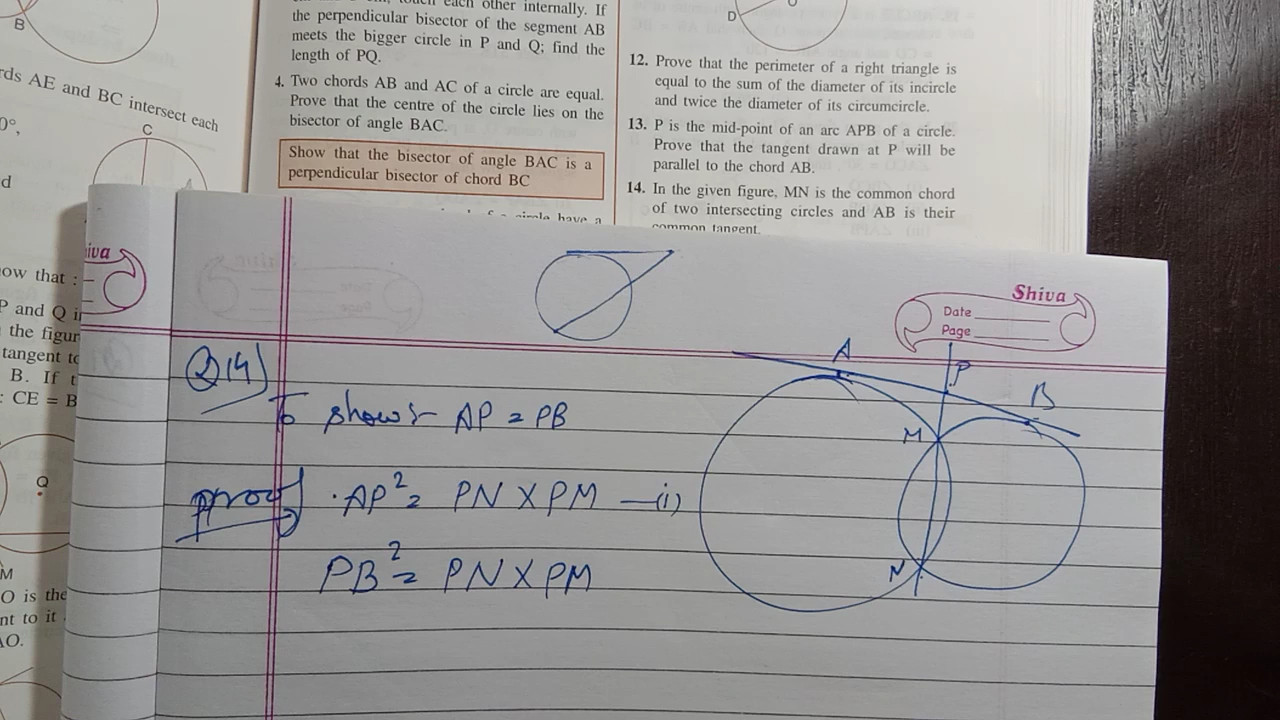 B
rds AE and BC intersect each
0°,
C
d
ow that :
P and Q i
the figur
tangent to
B. If t
: CE = B
Q
M
O is the
nt to it
AO.
each other internally. If
the perpendicular bisector of the segment AB
meets the bigger circle in P and Q; find the
length of PQ.
4. Two chords AB and AC of a circle are equal.
Prove that the centre of the circle lies on the
bisector of angle BAC.
Show that the bisector of angle BAC is a
perpendicular bisector of chord BC
D
12. Prove that the perimeter of a right triangle is
equal to the sum of the diameter of its incircle
and twice the diameter of its circumcircle.
13. P is the mid-point of an arc APB of a circle.
Prove that the tangent drawn at P will be
parallel to the chord AB.
14. In the given figure, MN is the common chord
of two intersecting circles and AB is their
common tangent.
iva
Shiva
Date
Page
Q14)
To show:- AP = PB
proof
. AP² = PN X PM —(i)
PB² = PN X PM
A
P
B
M
N